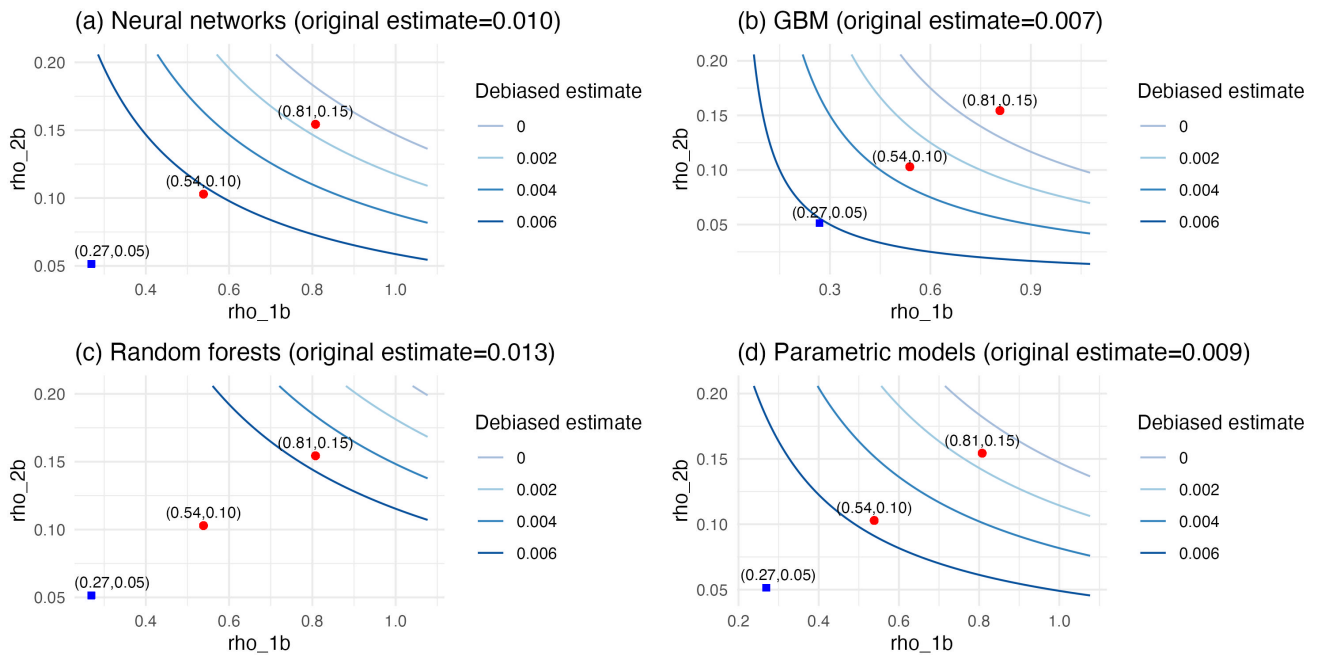 (a) Neural networks (original estimate=0.010)
rho_2b
0.20
0.15
0.10
0.05
(0.81,0.15)
(0.54,0.10)
(0.27,0.05)
0.4 0.6 0.8 1.0
rho_1b
Debiased estimate
0
0.002
0.004
0.006
(b) GBM (original estimate=0.007)
rho_2b
0.20
0.15
0.10
0.05
(0.81,0.15)
(0.54,0.10)
(0.27,0.05)
0.3 0.6 0.9
rho_1b
Debiased estimate
0
0.002
0.004
0.006
(c) Random forests (original estimate=0.013)
rho_2b
0.20
0.15
0.10
0.05
(0.81,0.15)
(0.54,0.10)
(0.27,0.05)
0.4 0.6 0.8 1.0
rho_1b
Debiased estimate
0
0.002
0.004
0.006
(d) Parametric models (original estimate=0.009)
rho_2b
0.20
0.15
0.10
0.05
(0.81,0.15)
(0.54,0.10)
(0.27,0.05)
0.2 0.4 0.6 0.8 1.0
rho_1b
Debiased estimate
0
0.002
0.004
0.006